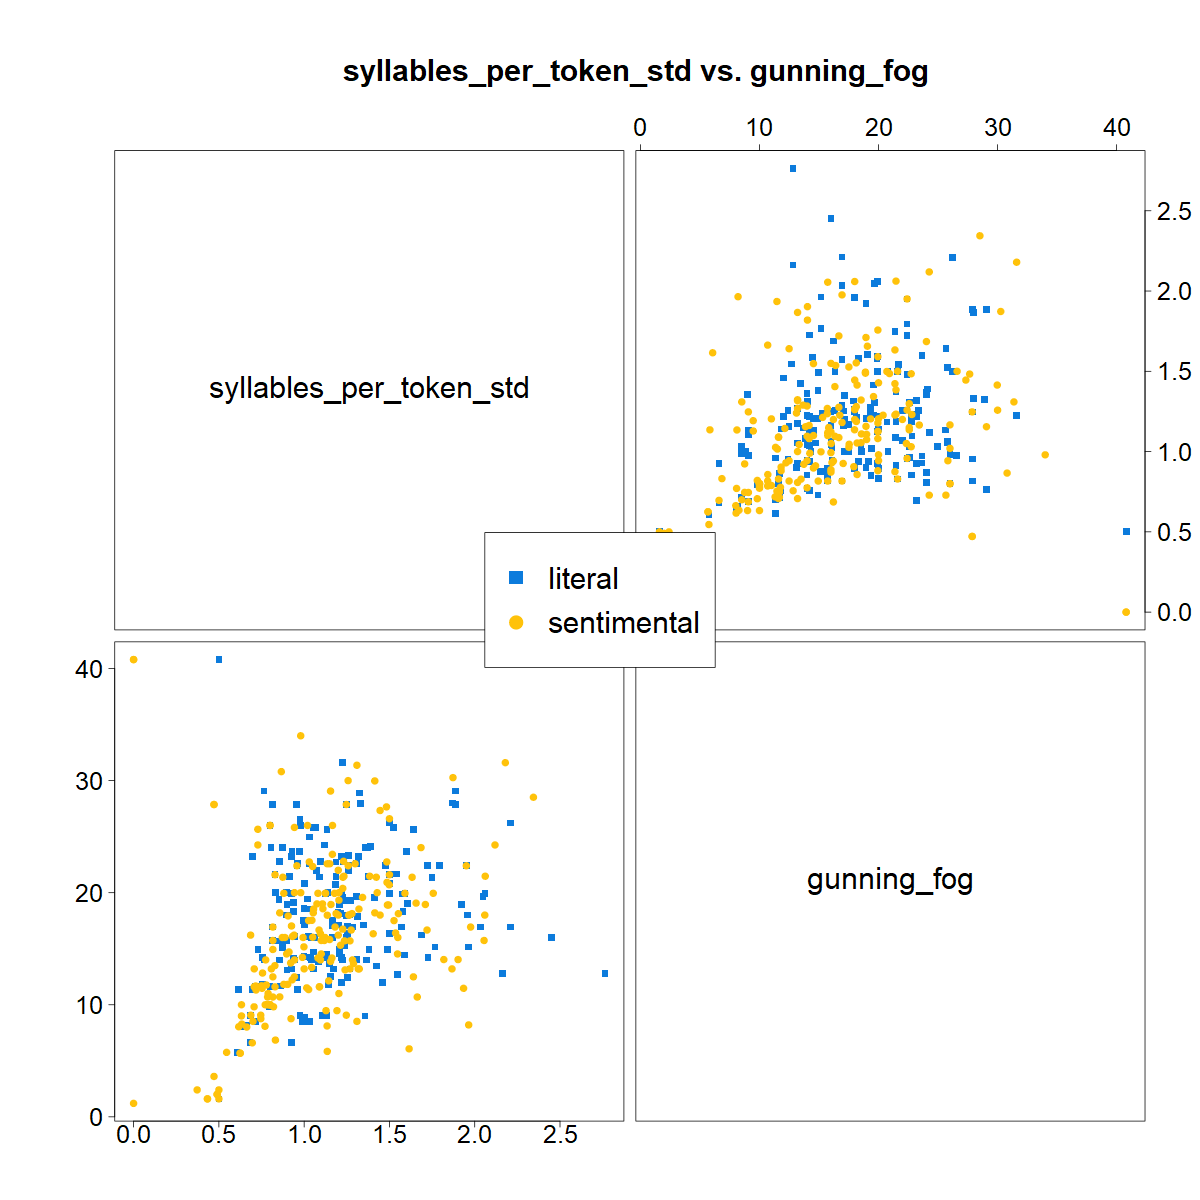 syllables_per_token_std vs. gunning_fog
0 10 20 30 40
syllables_per_token_std
2.5
2.0
1.5
1.0
0.5
0.0
literal
sentimental
40
30
20
10
0
gunning_fog
0.0 0.5 1.0 1.5 2.0 2.5